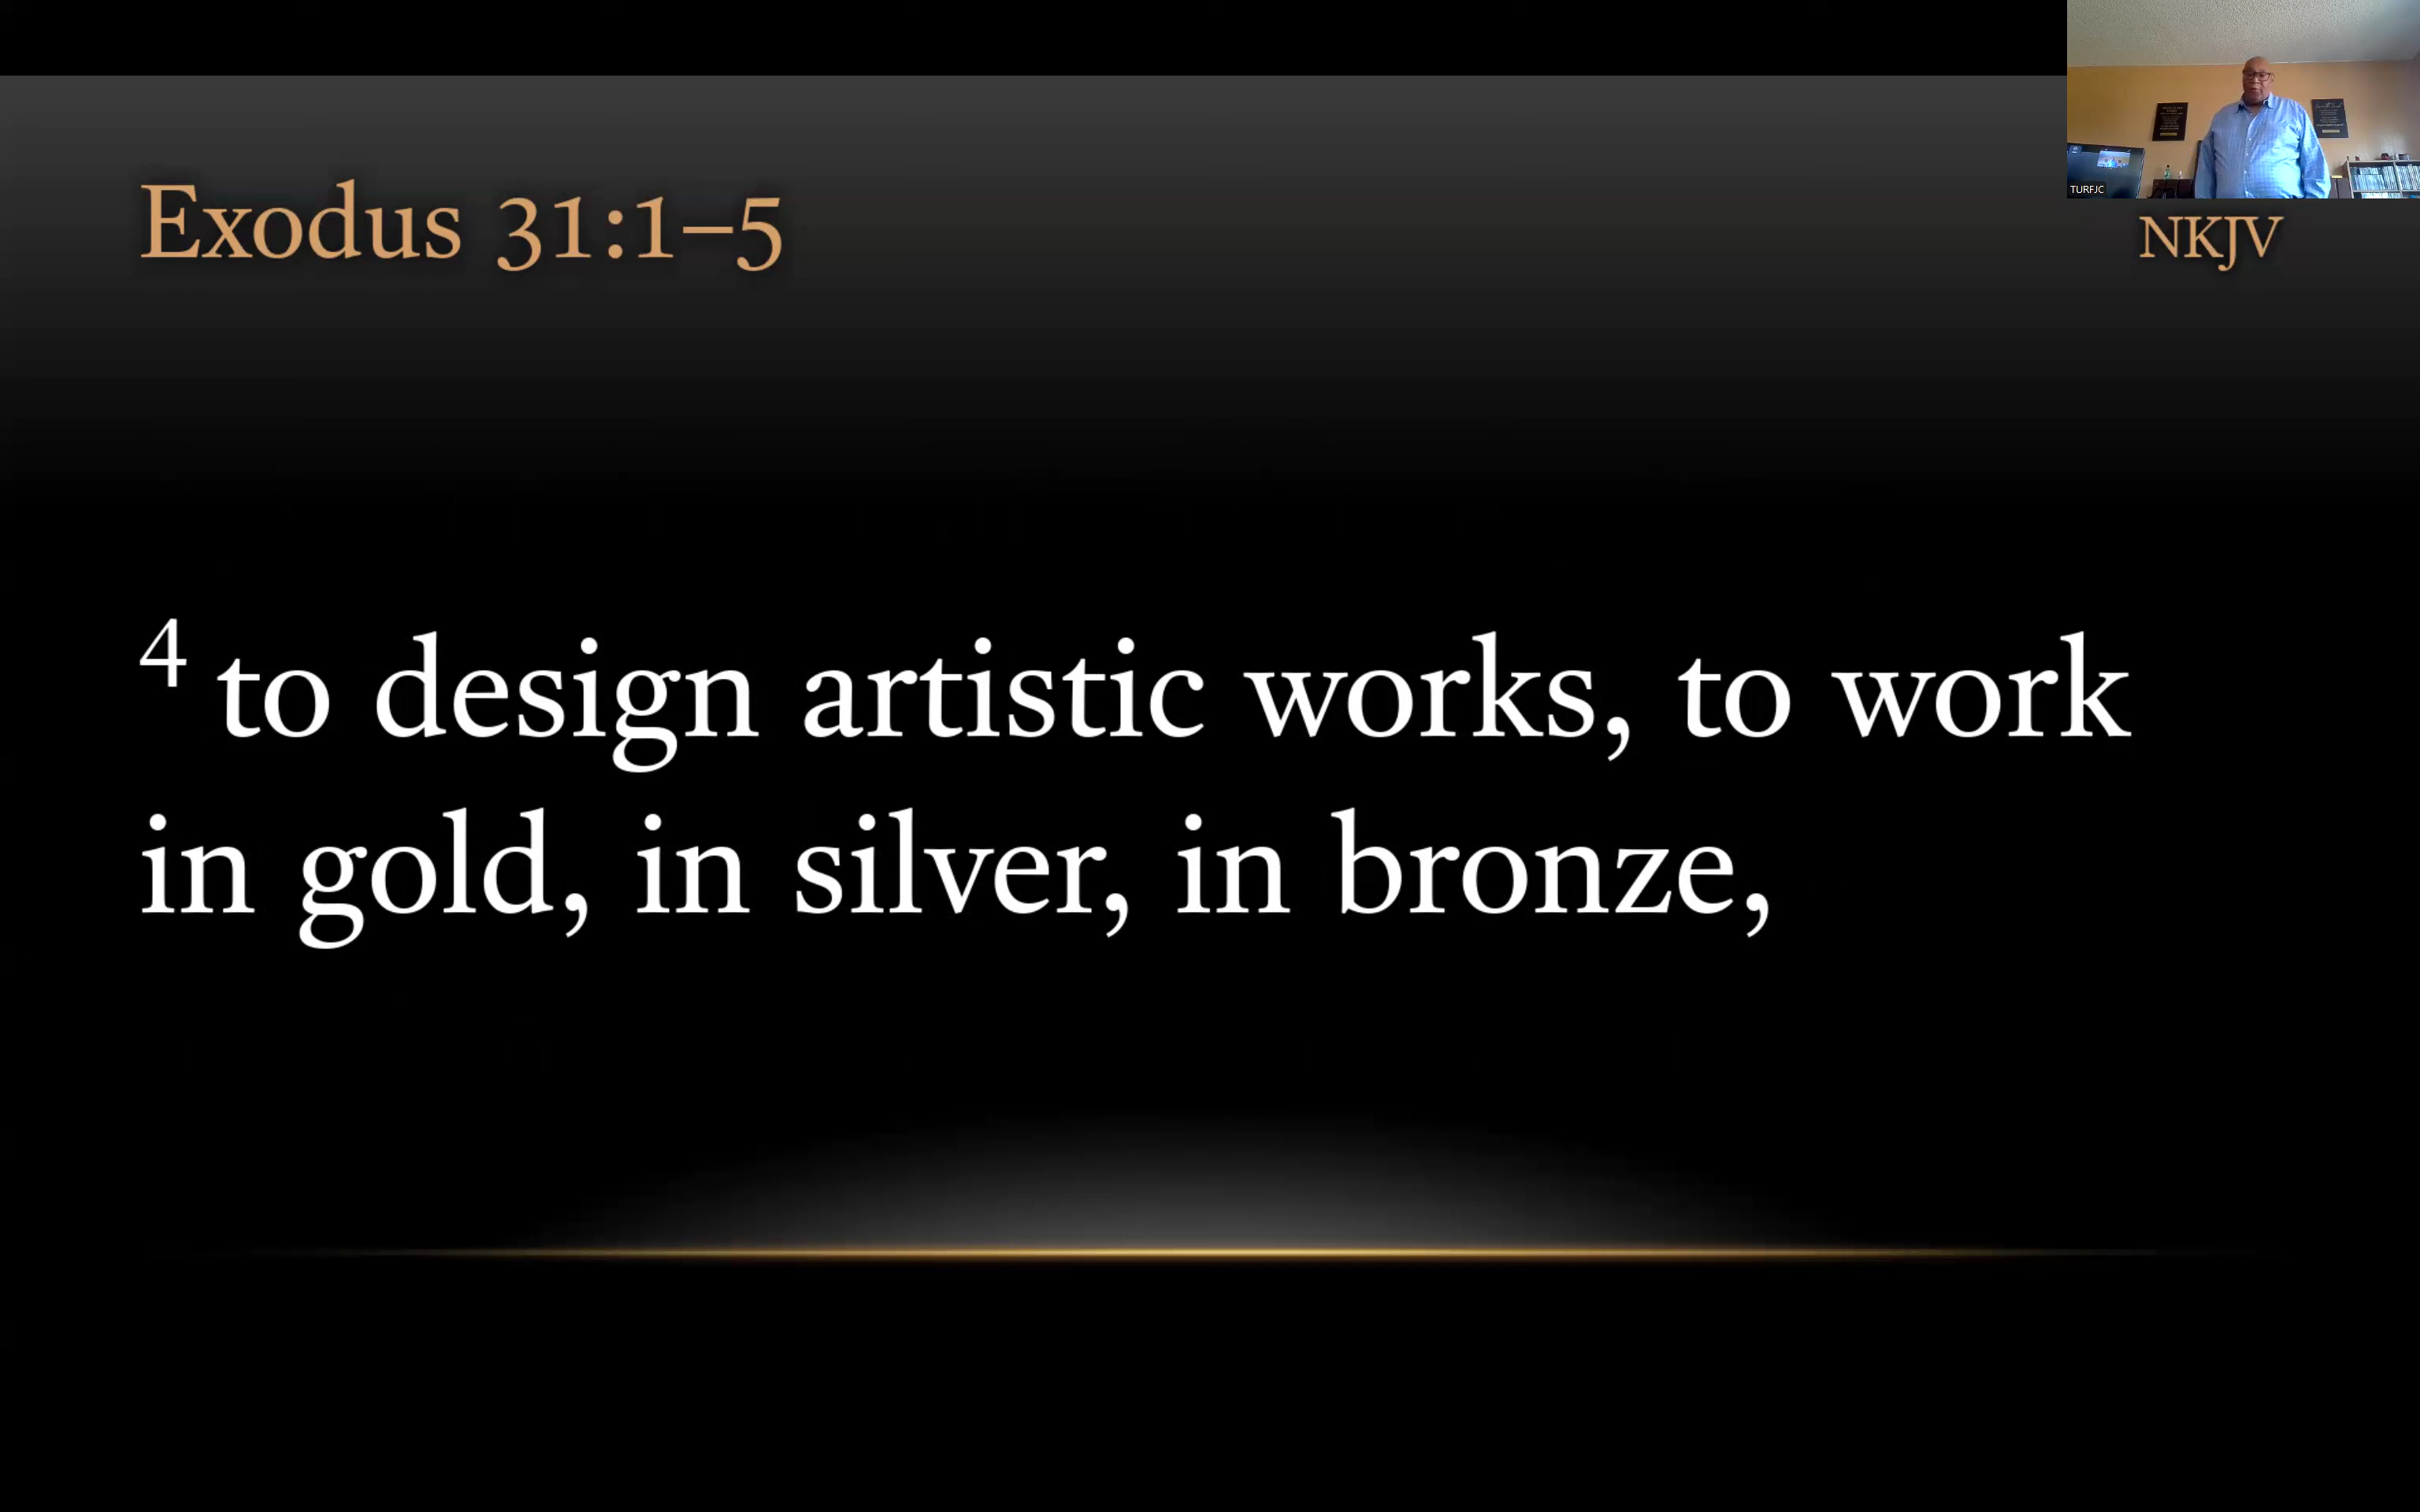 Exodus 31:1–5
NKJV
TURFJC
4 to design artistic works, to work
in gold, in silver, in bronze,